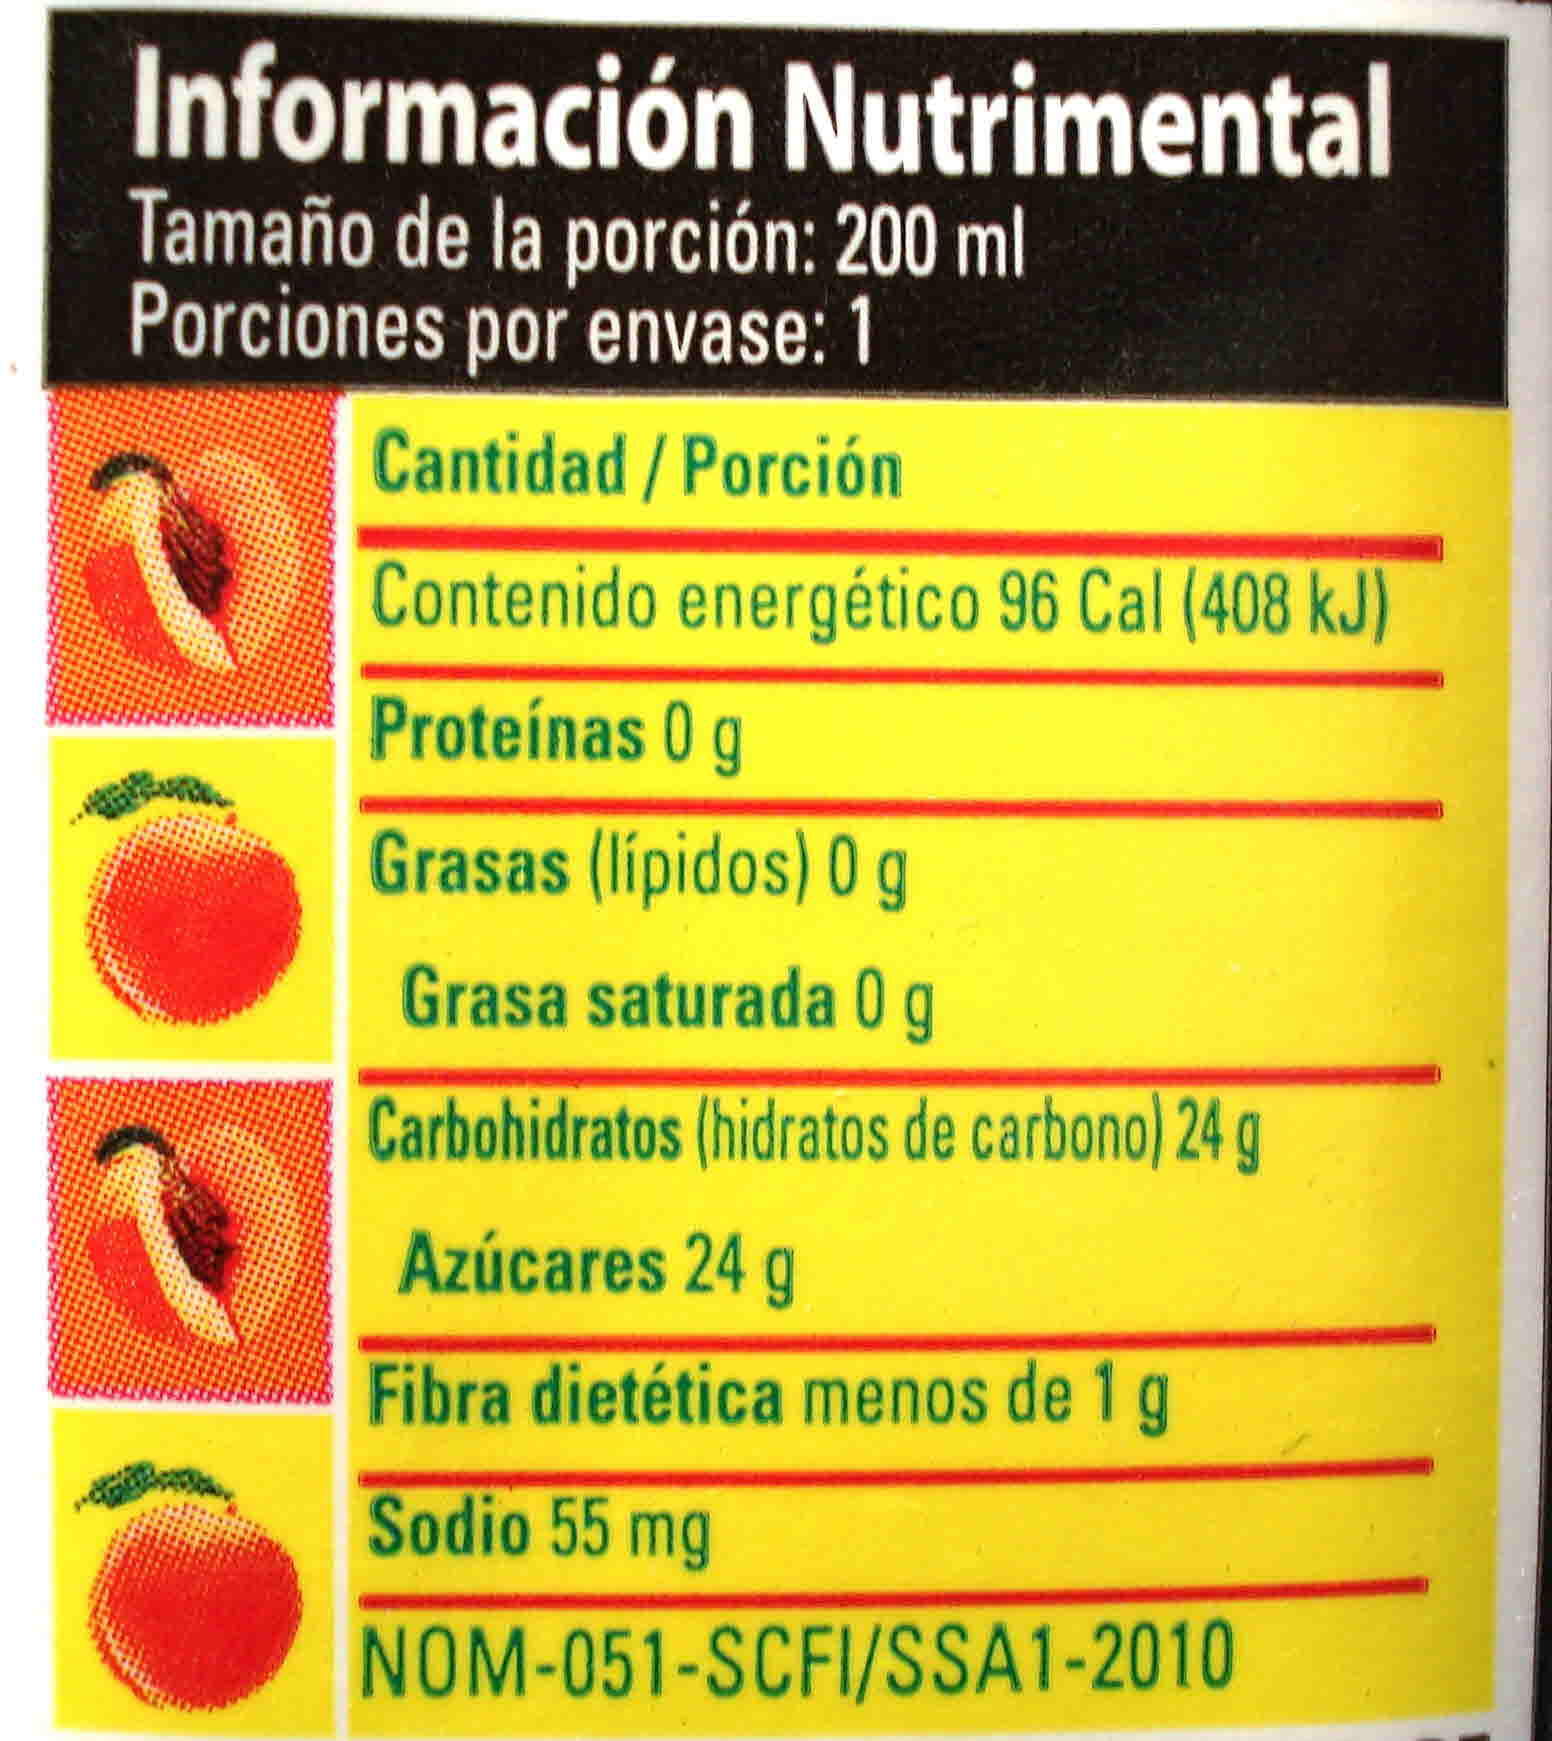 Información Nutrimental
Tamaño de la porción: 200 ml
Porciones por envase: 1
Cantidad / Porción
Contenido energético 96 Cal (408 kJ)
Proteínas 0 g
Grasas (lípidos) 0 g
Grasa saturada 0 g
Carbohidratos (hidratos de carbono) 24 g
Azúcares 24 g
Fibra dietética menos de 1 g
Sodio 55 mg
NOM-051-SCFI/SSA1-2010